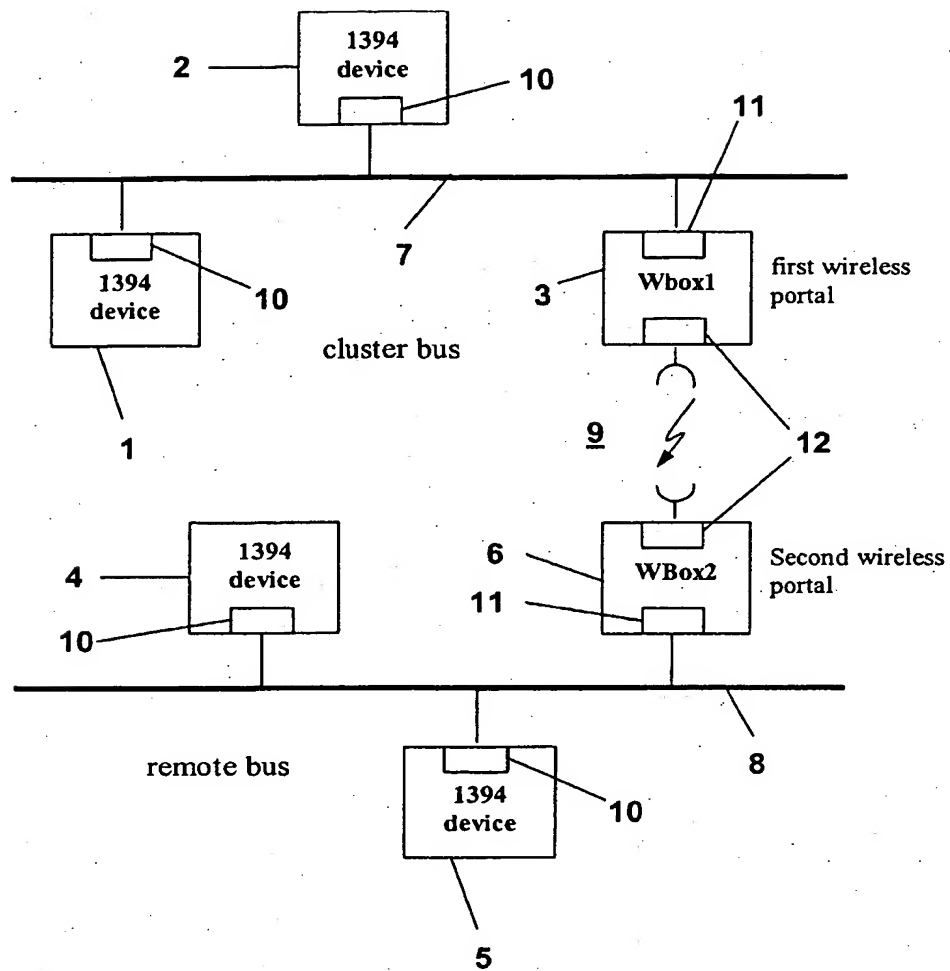 1394
device
2
10
11
7
1394
device
10
3
Wbox1
first wireless
portal
cluster bus
1
9
12
4
1394
device
10
6
WBox2
11
Second wireless
portal
8
remote bus
1394
device
10
5